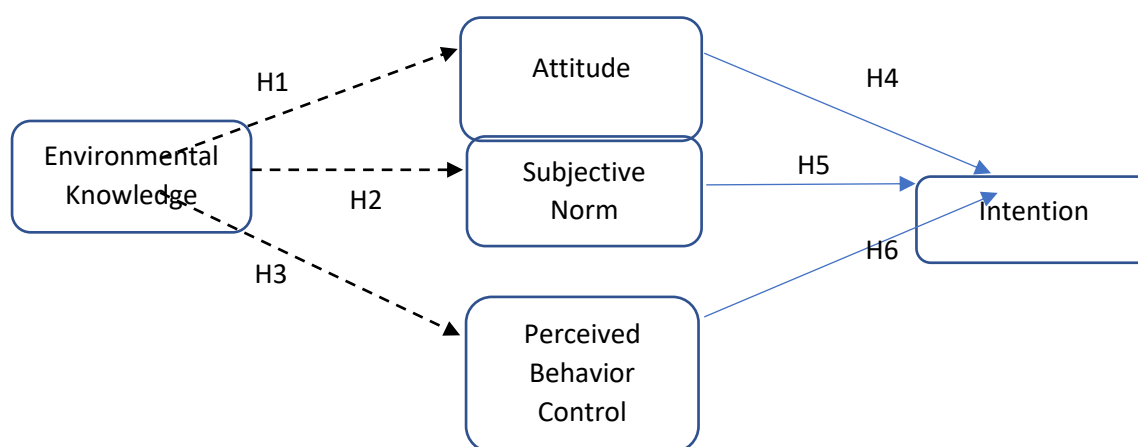 Attitude
H1
H4
Environmental
Knowledge
H2
Subjective
Norm
H5
Intention
H3
H6
Perceived
Behavior
Control